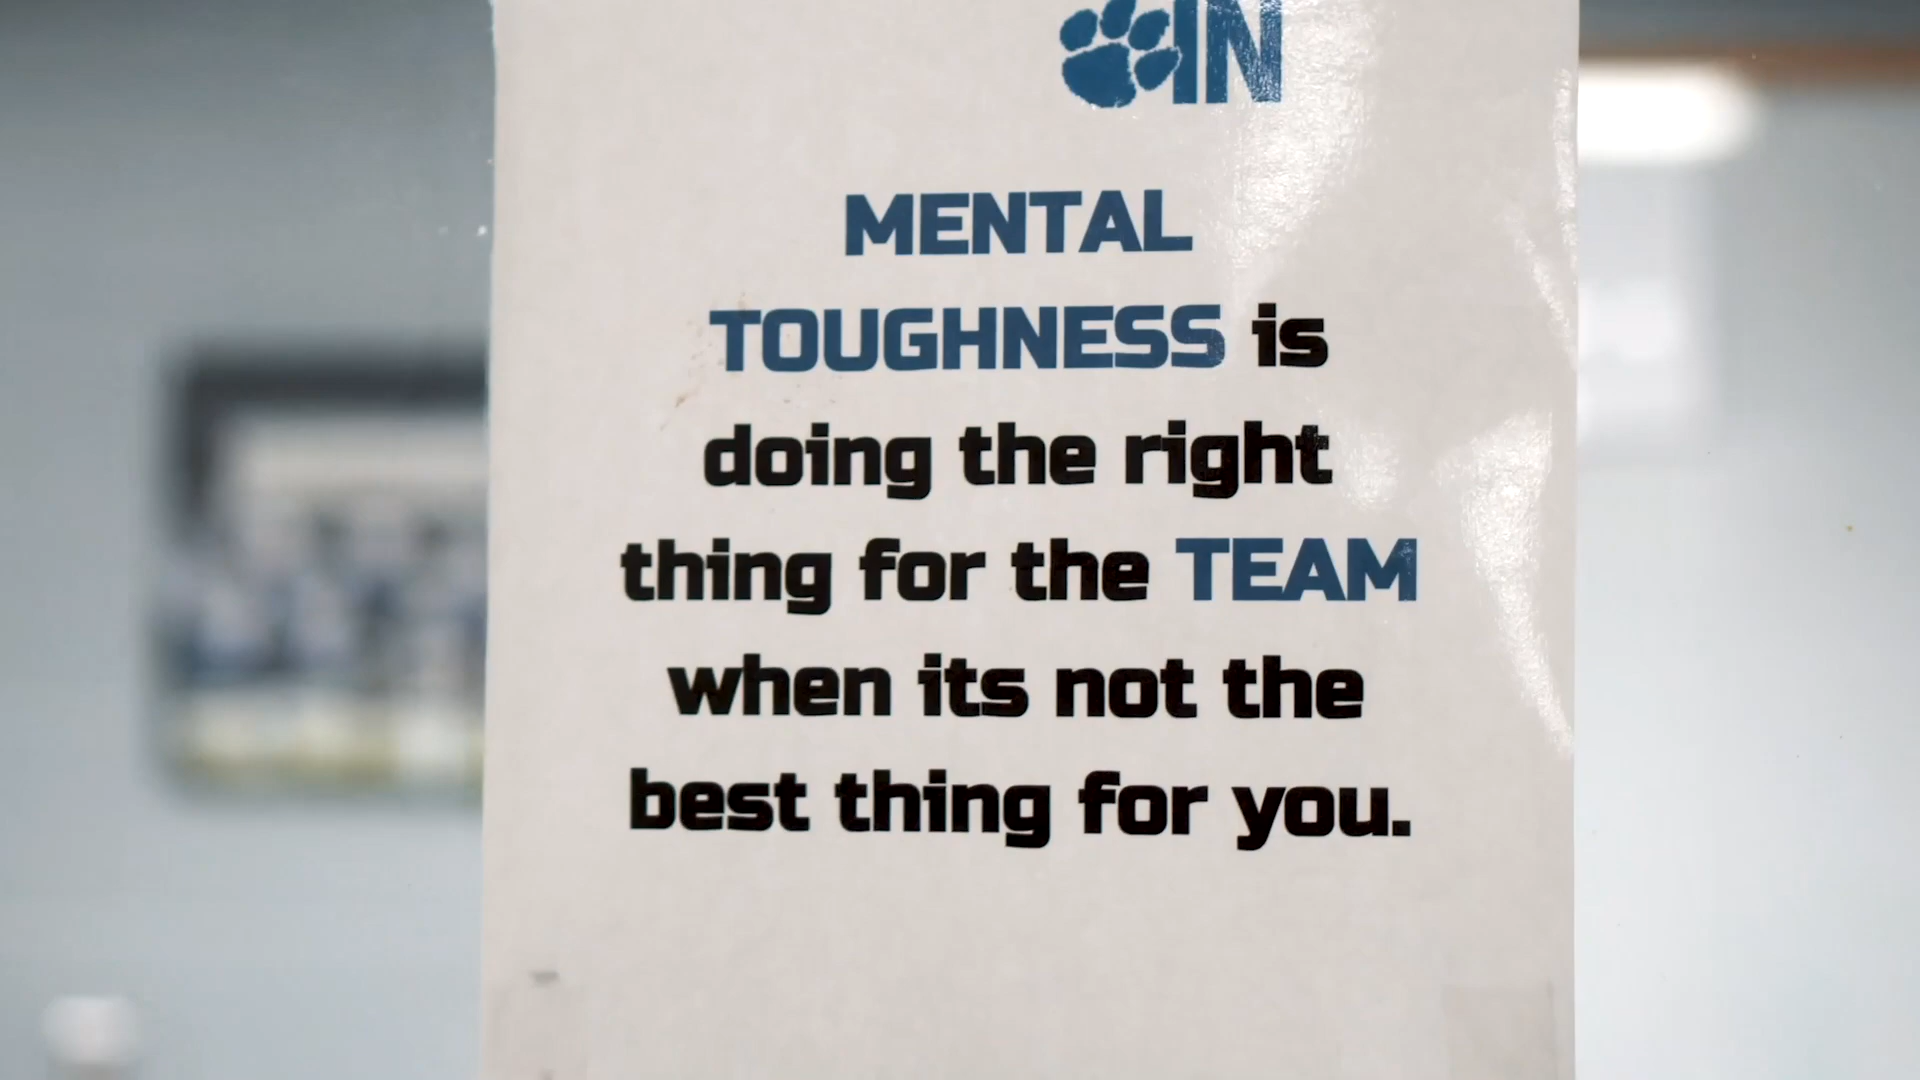 IN
MENTAL
TOUGHNESS is
doing the right
thing for the TEAM
when its not the
best thing for you.